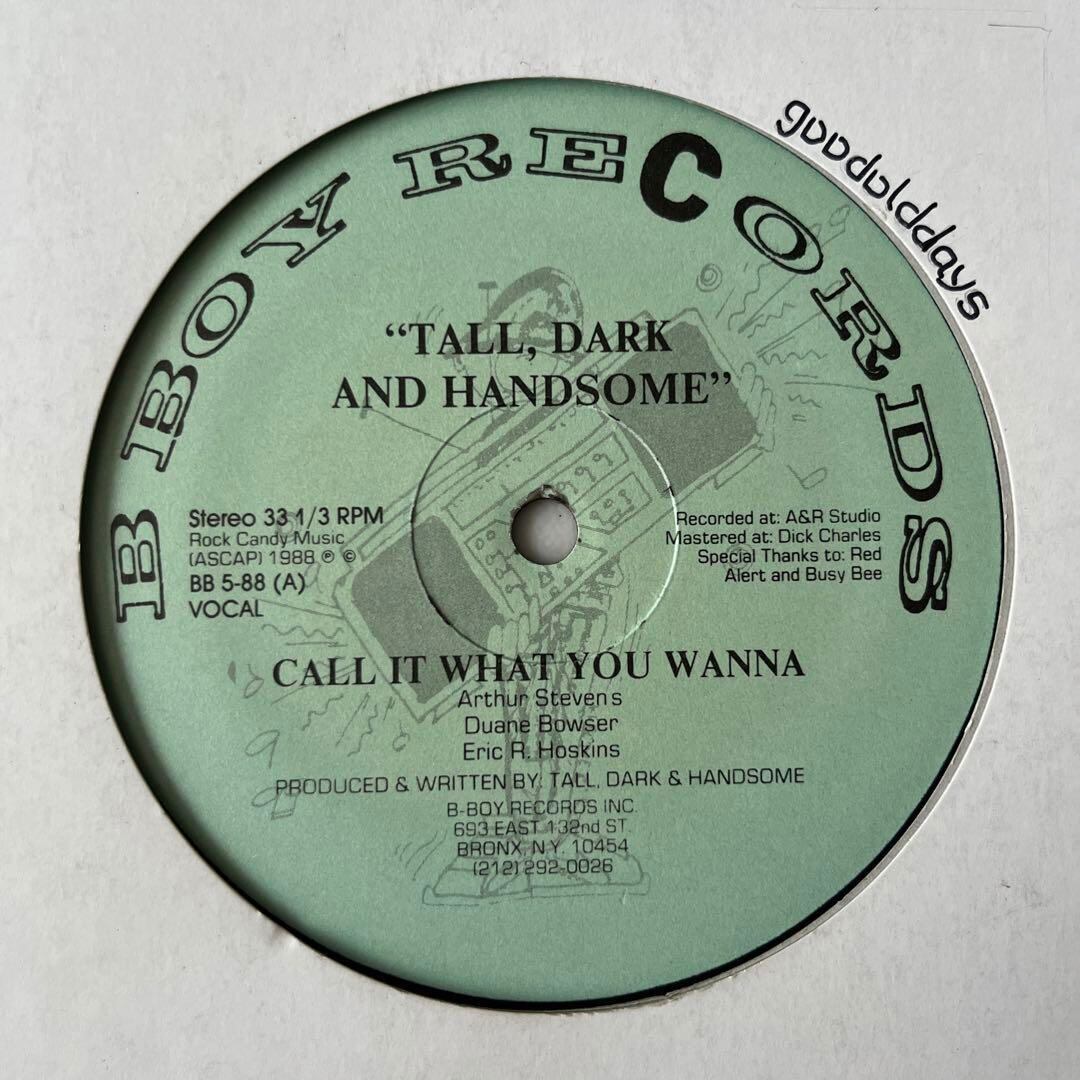 B BOY RECORDS
goodolddays
“TALL, DARK
AND HANDSOME”
Stereo 33 1/3 RPM
Rock Candy Music
(ASCAP) 1988 ℗ ©
BB 5-88 (A)
VOCAL
Recorded at: A&R Studio
Mastered at: Dick Charles
Special Thanks to: Red
Alert and Busy Bee
CALL IT WHAT YOU WANNA
Arthur Stevens
Duane Bowser
Eric R. Hoskins
PRODUCED & WRITTEN BY: TALL, DARK & HANDSOME
B-BOY RECORDS INC.
693 EAST 132nd ST.
BRONX, N.Y. 10454
(212) 292-0026